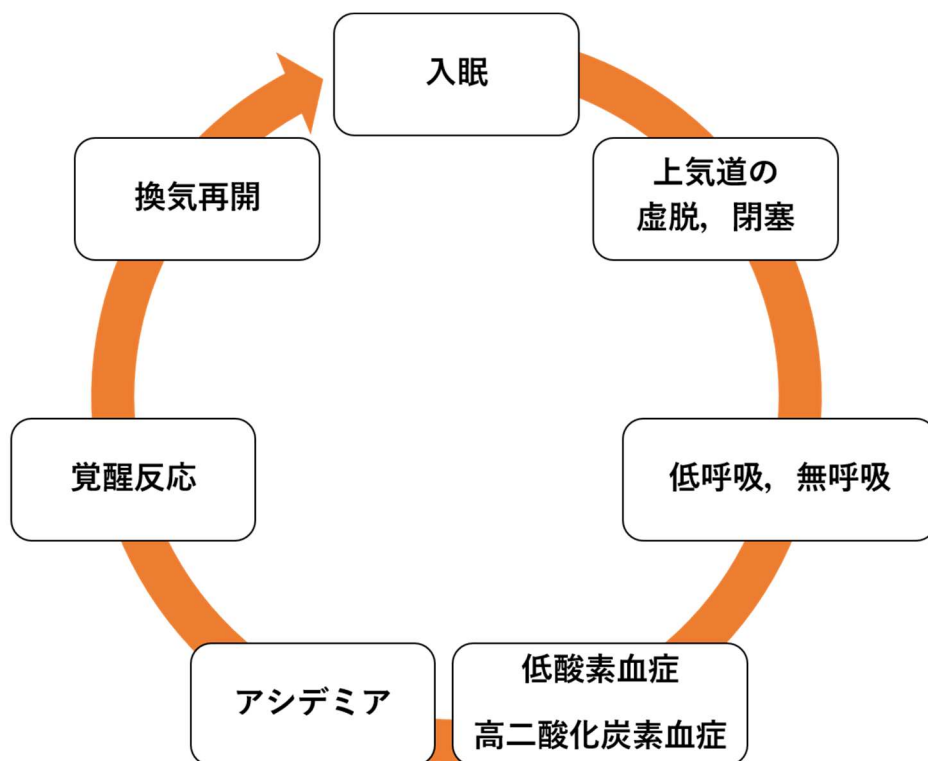 入眠
上気道の
虚脱，閉塞
低呼吸，無呼吸
低酸素血症
高二酸化炭素血症
アシデミア
覚醒反応
換気再開